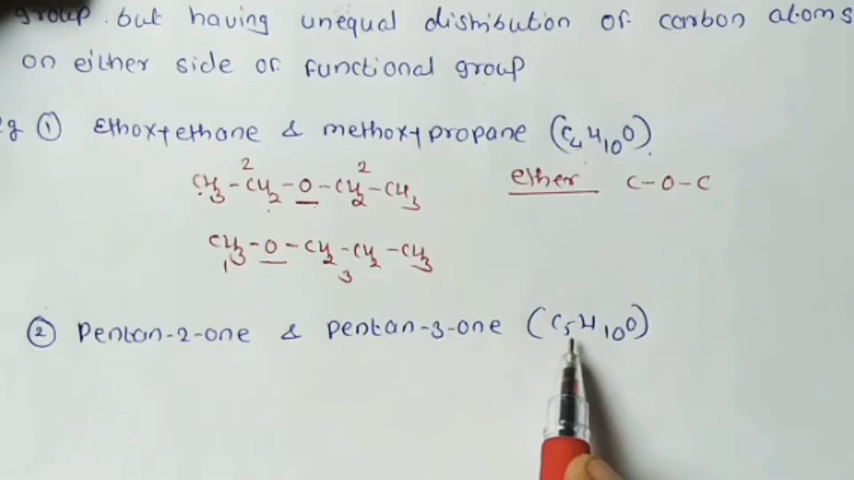 group. but having unequal distribution of carbon atoms
on either side of functional group
eg ① Ethoxyethane & methoxypropane (C₄H₁₀O).
2 2
CH₃-CH₂-O-CH₂-CH₃ ether C-O-C
CH₃-O-CH₂-CH₂-CH₃
1 3
② pentan-2-one & pentan-3-one (C₅H₁₀O)